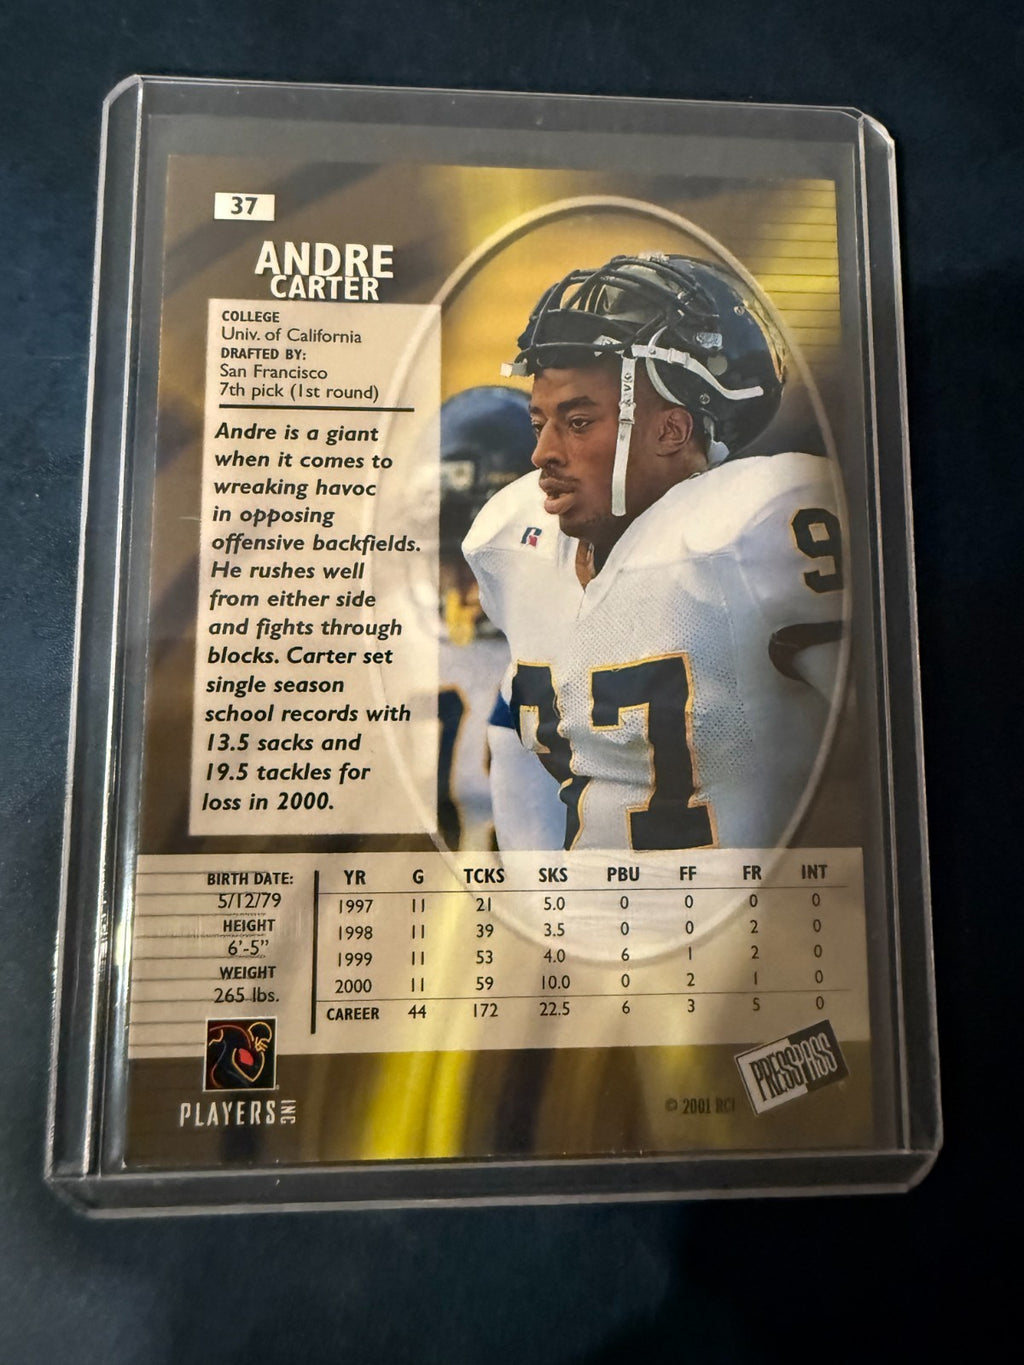 37
ANDRE
CARTER
COLLEGE
Univ. of California
DRAFTED BY:
San Francisco
7th pick (1st round)
Andre is a giant
when it comes to
wreaking havoc
in opposing
offensive backfields.
He rushes well
from either side
and fights through
blocks. Carter set
single season
school records with
13.5 sacks and
19.5 tackles for
loss in 2000.
9
97
BIRTH DATE:
5/12/79
HEIGHT
6'-5"
WEIGHT
265 lbs.
YR G TCKS SKS PBU FF FR INT
1997 11 21 5.0 0 0 0 0
1998 11 39 3.5 0 0 2 0
1999 11 53 4.0 6 1 2 0
2000 11 59 10.0 0 2 1 0
CAREER 44 172 22.5 6 3 5 0
PLAYERS INC
© 2001 RCI
PRESS PASS